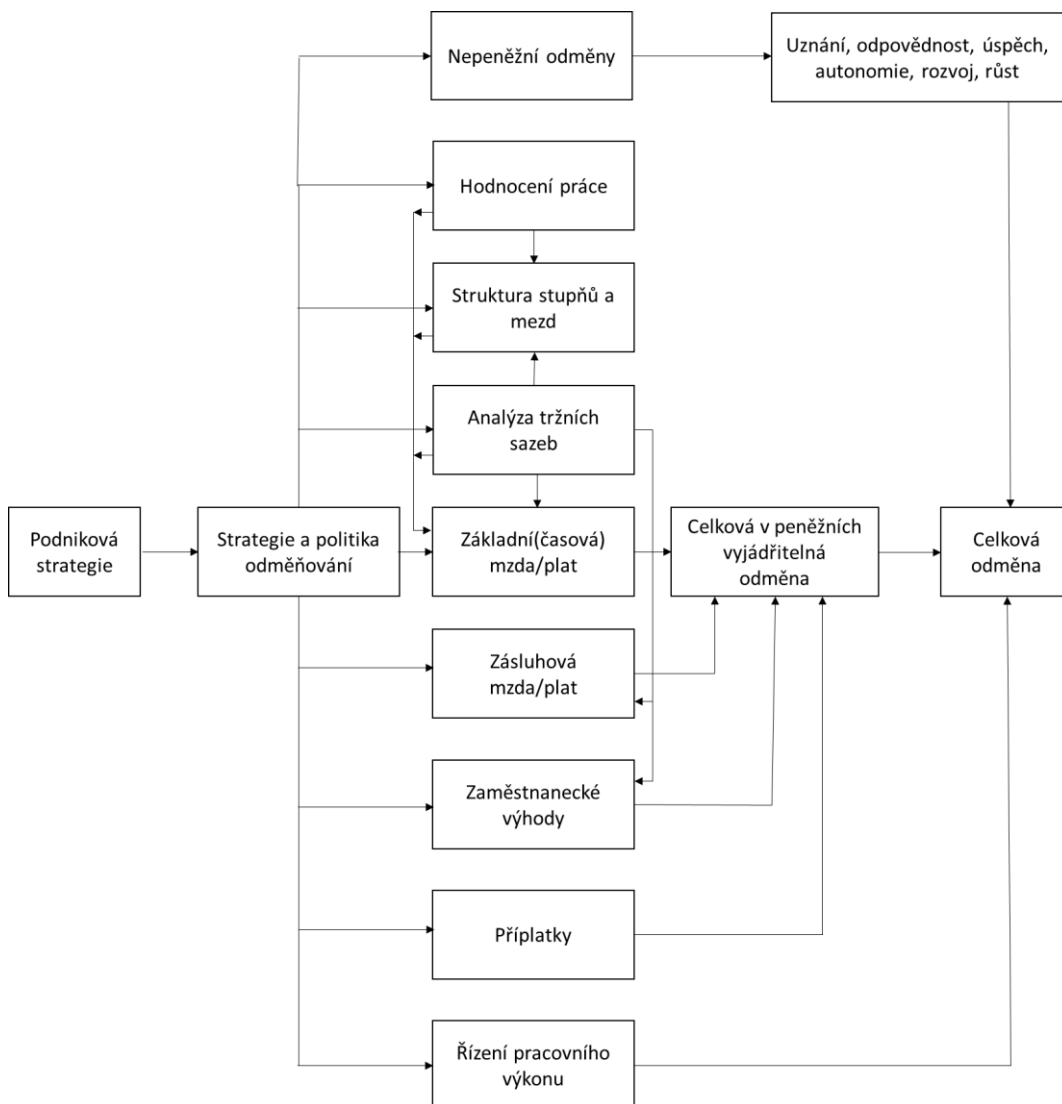 Nepeněžní odměny
Uznání, odpovědnost, úspěch,
autonomie, rozvoj, růst
Hodnocení práce
Struktura stupňů a
mezd
Analýza tržních
sazeb
Podniková
strategie
Strategie a politika
odměňování
Základní(časová)
mzda/plat
Celková v peněžních
vyjádřitelná
odměna
Celková
odměna
Zásluhová
mzda/plat
Zaměstnanecké
výhody
Příplatky
Řízení pracovního
výkonu